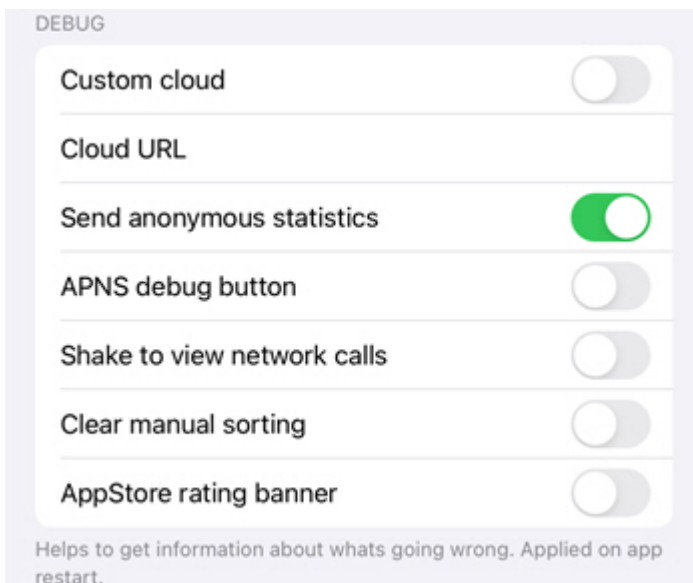 DEBUG
Custom cloud
Cloud URL
Send anonymous statistics
APNS debug button
Shake to view network calls
Clear manual sorting
AppStore rating banner
Helps to get information about whats going wrong. Applied on app
restart.